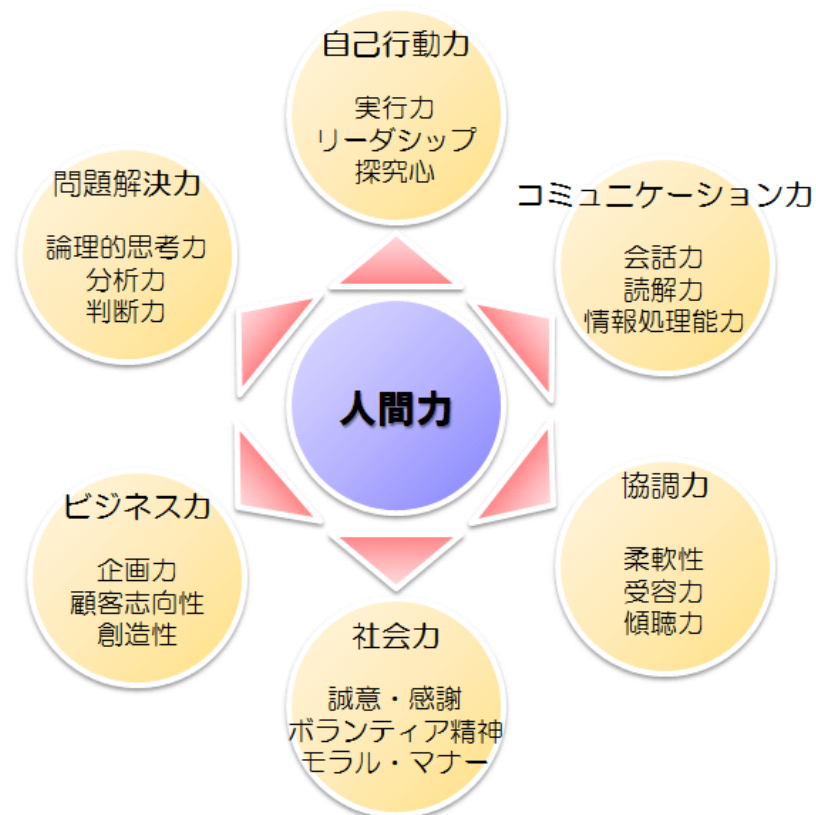 自己行動力
実行力
リーダシップ
探究心
コミュニケーション力
会話力
読解力
情報処理能力
協調力
柔軟性
受容力
傾聴力
社会力
誠意・感謝
ボランティア精神
モラル・マナー
ビジネス力
企画力
顧客志向性
創造性
問題解決力
論理的思考力
分析力
判断力
人間力